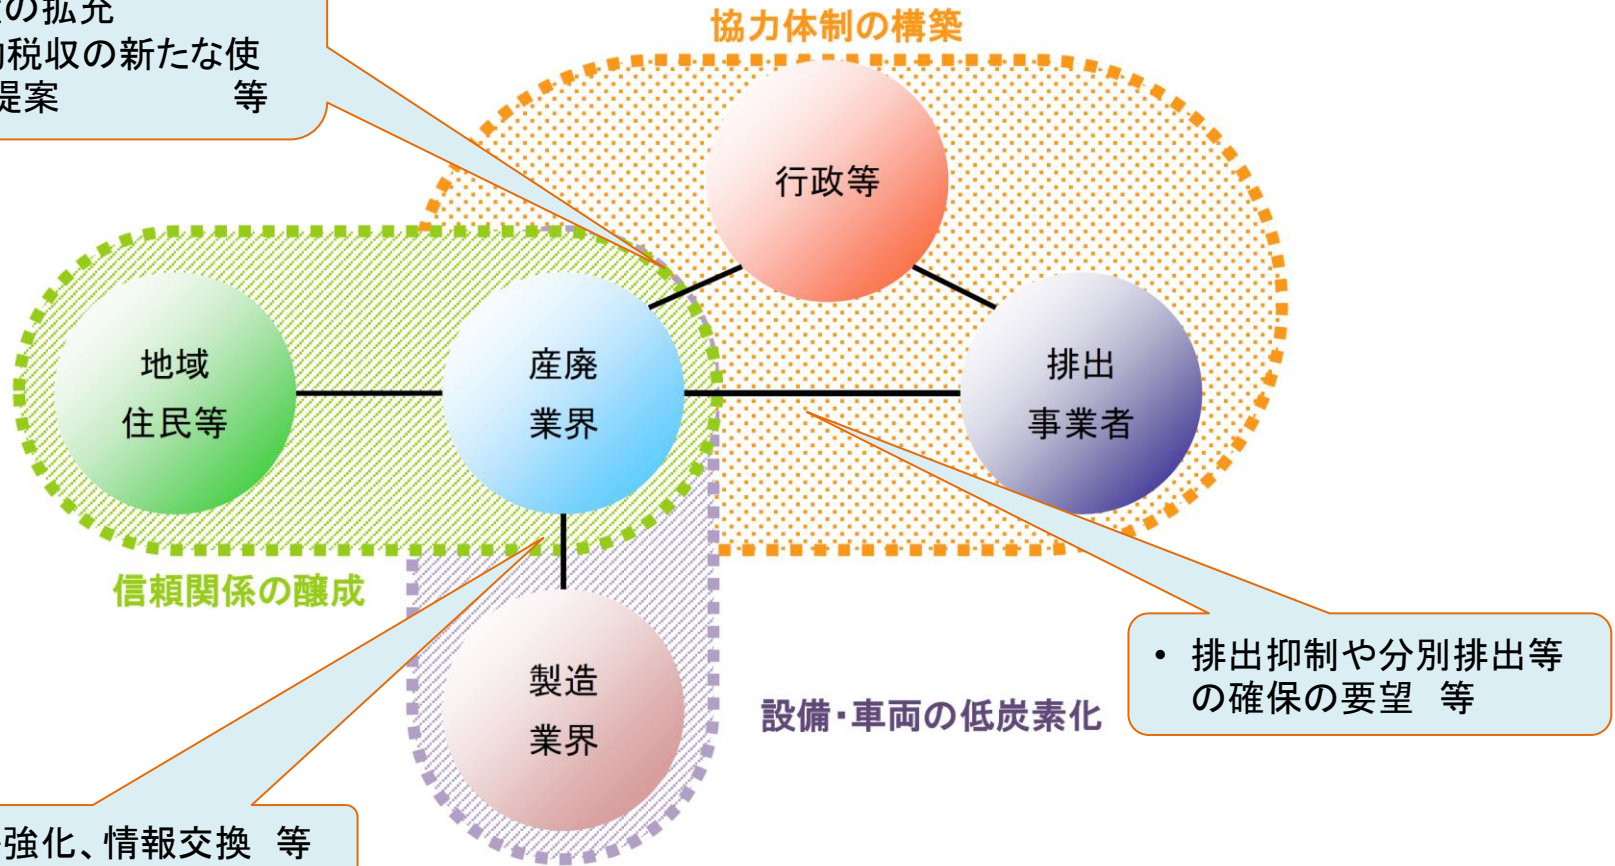 の拡充
税収の新たな使
提案 等
協力体制の構築
行政等
地域
住民等
産廃
業界
排出
事業者
信頼関係の醸成
製造
業界
設備・車両の低炭素化
• 排出抑制や分別排出等
の確保の要望 等
強化、情報交換 等